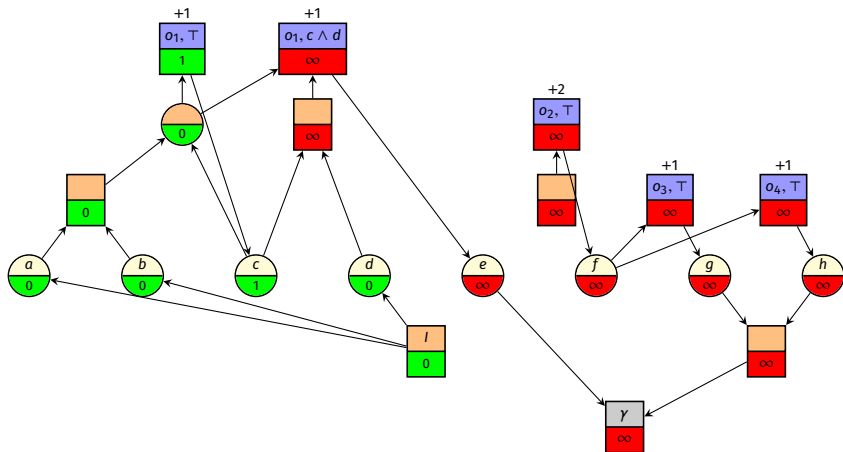 +1
+1
o₁, ⊤
o₁, c ∧ d
1
∞
+2
o₂, ⊤
∞
0
∞
+1
+1
o₃, ⊤
o₄, ⊤
0
∞
∞
∞
a
b
c
d
e
f
g
h
0
0
1
0
∞
∞
∞
∞
I
0
∞
γ
∞